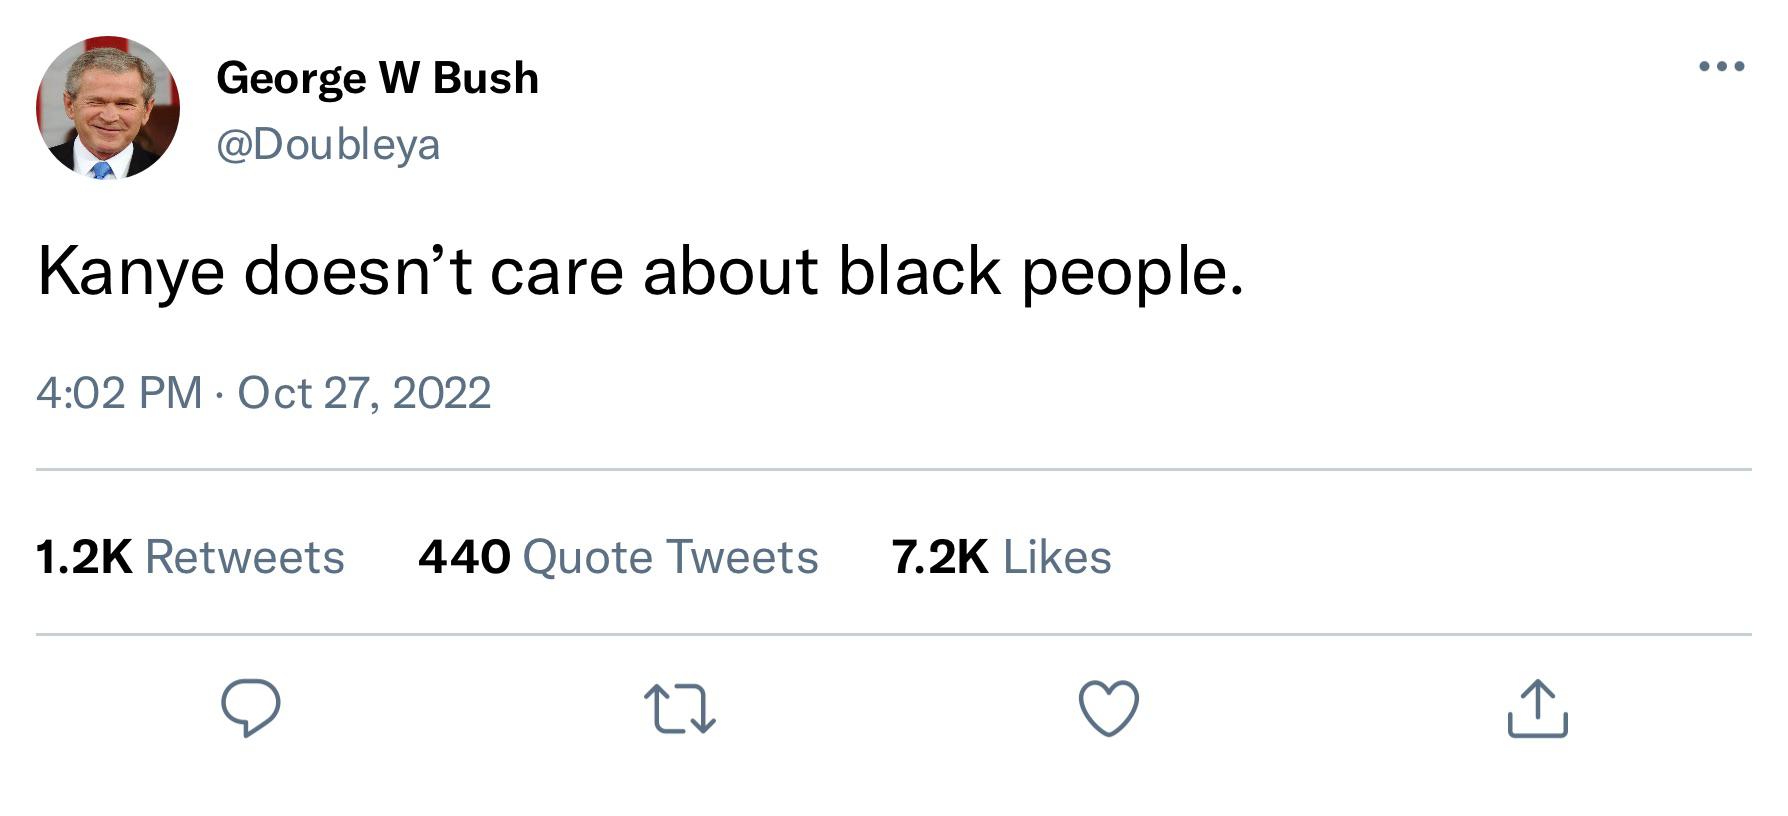 George W Bush
@Doubleya
Kanye doesn’t care about black people.
4:02 PM · Oct 27, 2022
1.2K Retweets 440 Quote Tweets 7.2K Likes